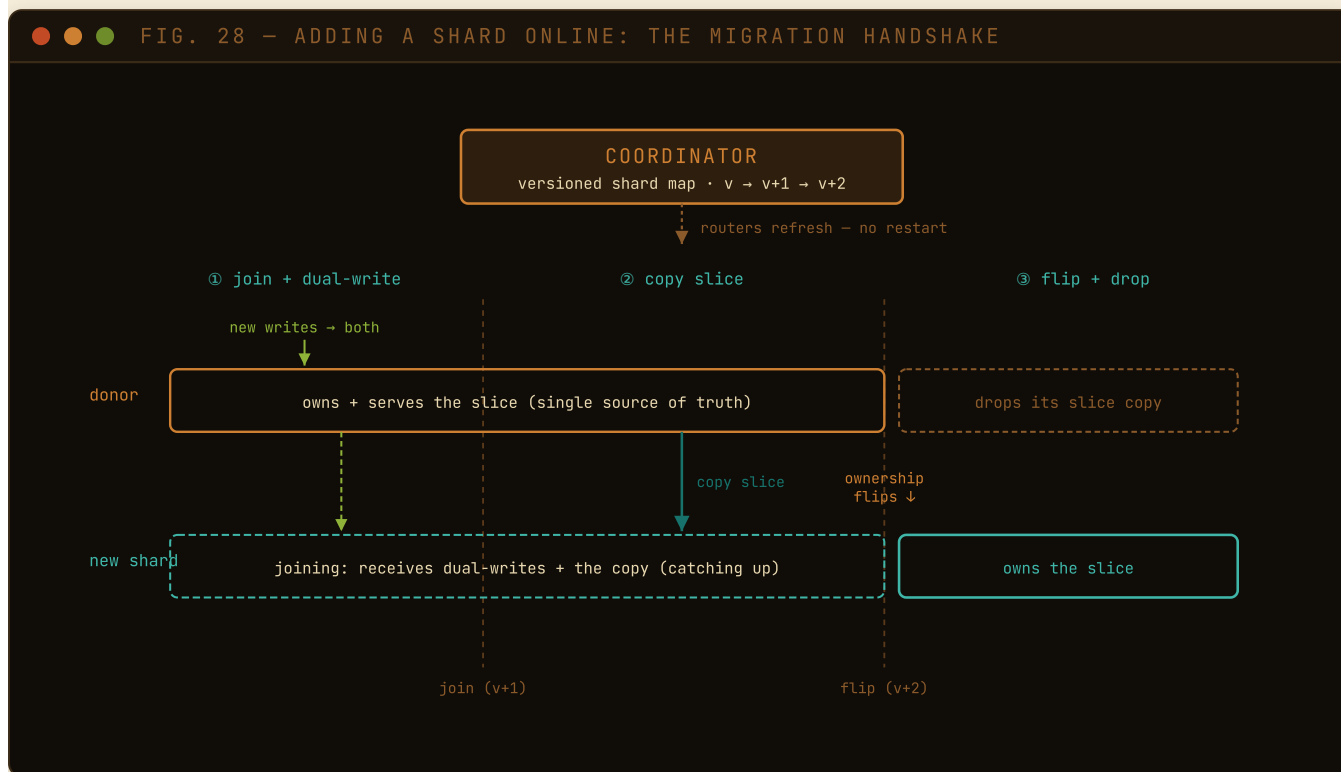 FIG. 28 — ADDING A SHARD ONLINE: THE MIGRATION HANDSHAKE
COORDINATOR
versioned shard map · v → v+1 → v+2
routers refresh — no restart
① join + dual-write
② copy slice
③ flip + drop
new writes → both
donor
owns + serves the slice (single source of truth)
drops its slice copy
copy slice
ownership
flips ↓
new shard
joining: receives dual-writes + the copy (catching up)
owns the slice
join (v+1)
flip (v+2)